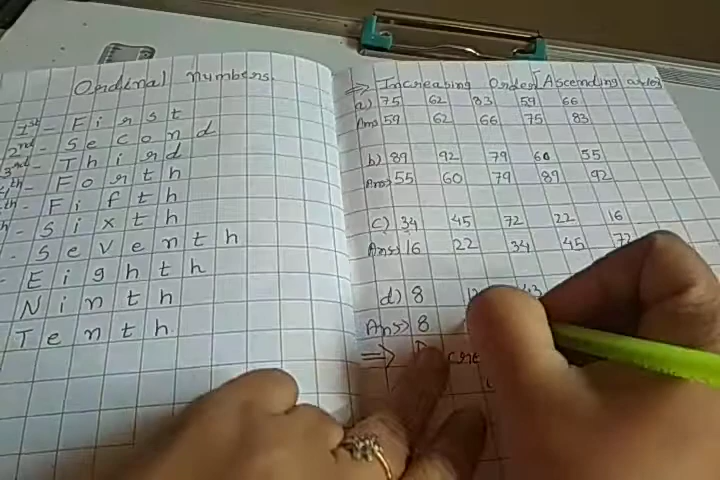 Ordinal numbers
1st - First
2nd - Second
3rd - Third
th - Forth
th - Fifth
h - Sixth
- Seventh
- Eighth
Ninth
Tenth
⇒ Increasing Order/Ascending order
a) 75 62 83 59 66
Ans) 59 62 66 75 83
b) 89 92 79 60 55
Ans) 55 60 79 89 92
c) 34 45 72 22 16
Ans) 16 22 34 45 72
d) 8
Ans) 8
⇒